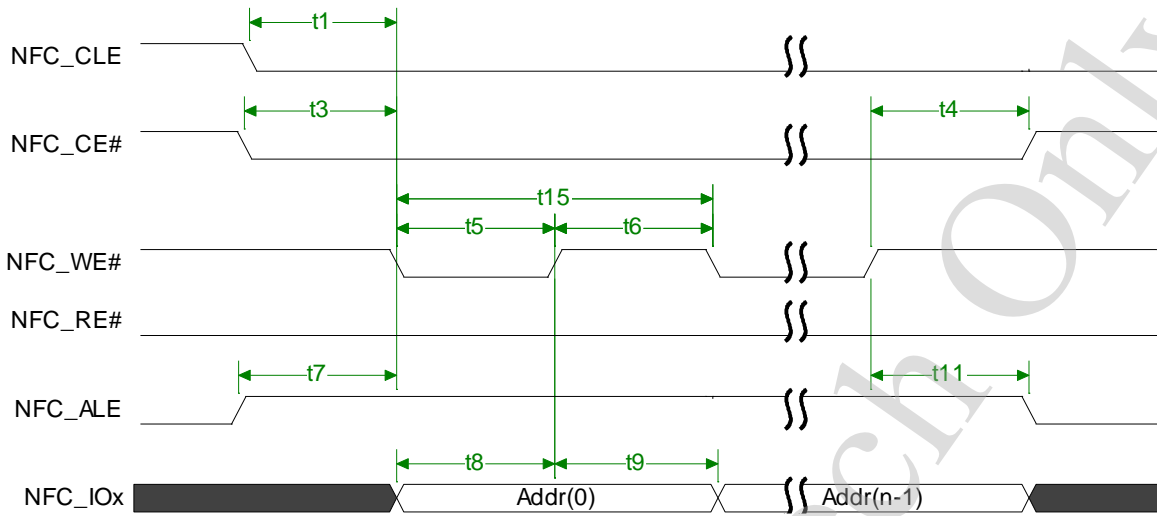 t1
NFC_CLE
t3
t4
NFC_CE#
t15
t5
t6
NFC_WE#
NFC_RE#
t7
t11
NFC_ALE
t8
t9
NFC_IOx
Addr(0)
Addr(n-1)
Only